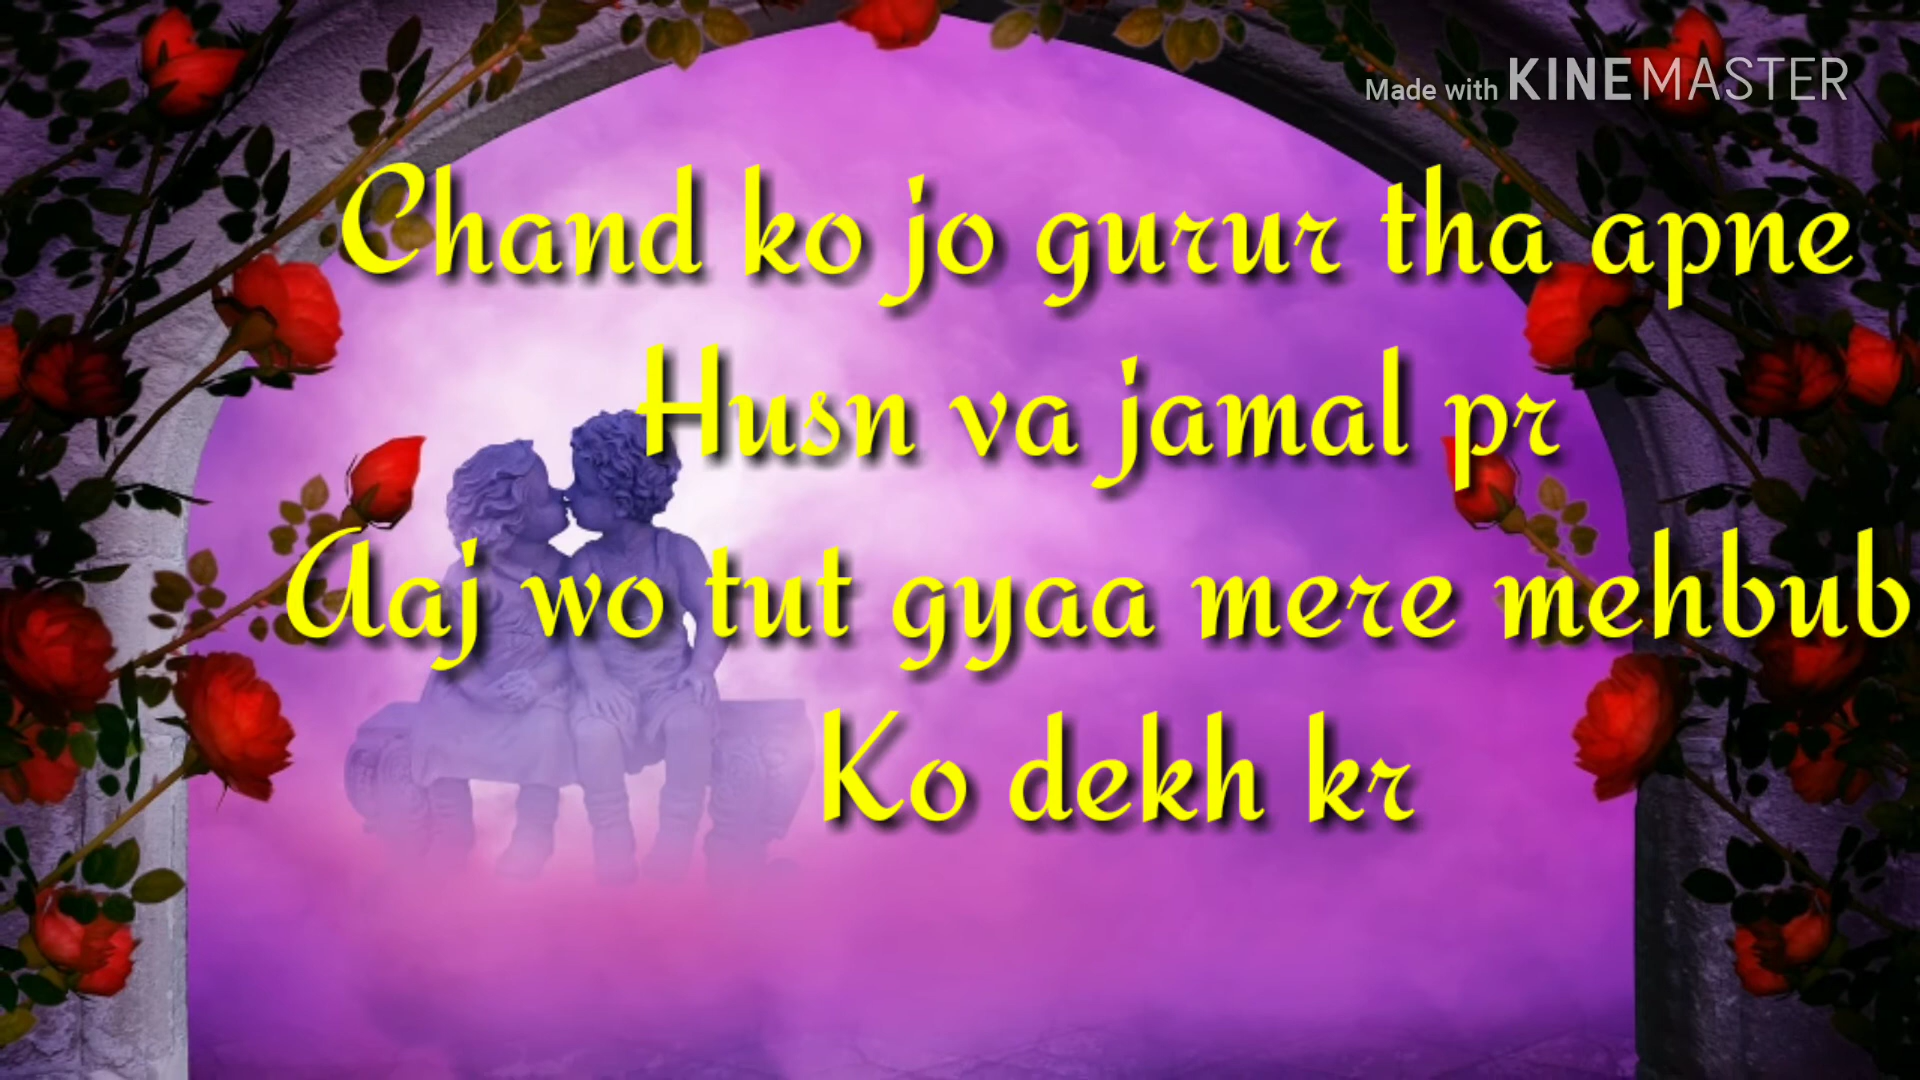 Made with KINEMASTER
Chand ko jo gurur tha apne
Husn va jamal pr
Aaj wo tut gyaa mere mehbub
Ko dekh kr